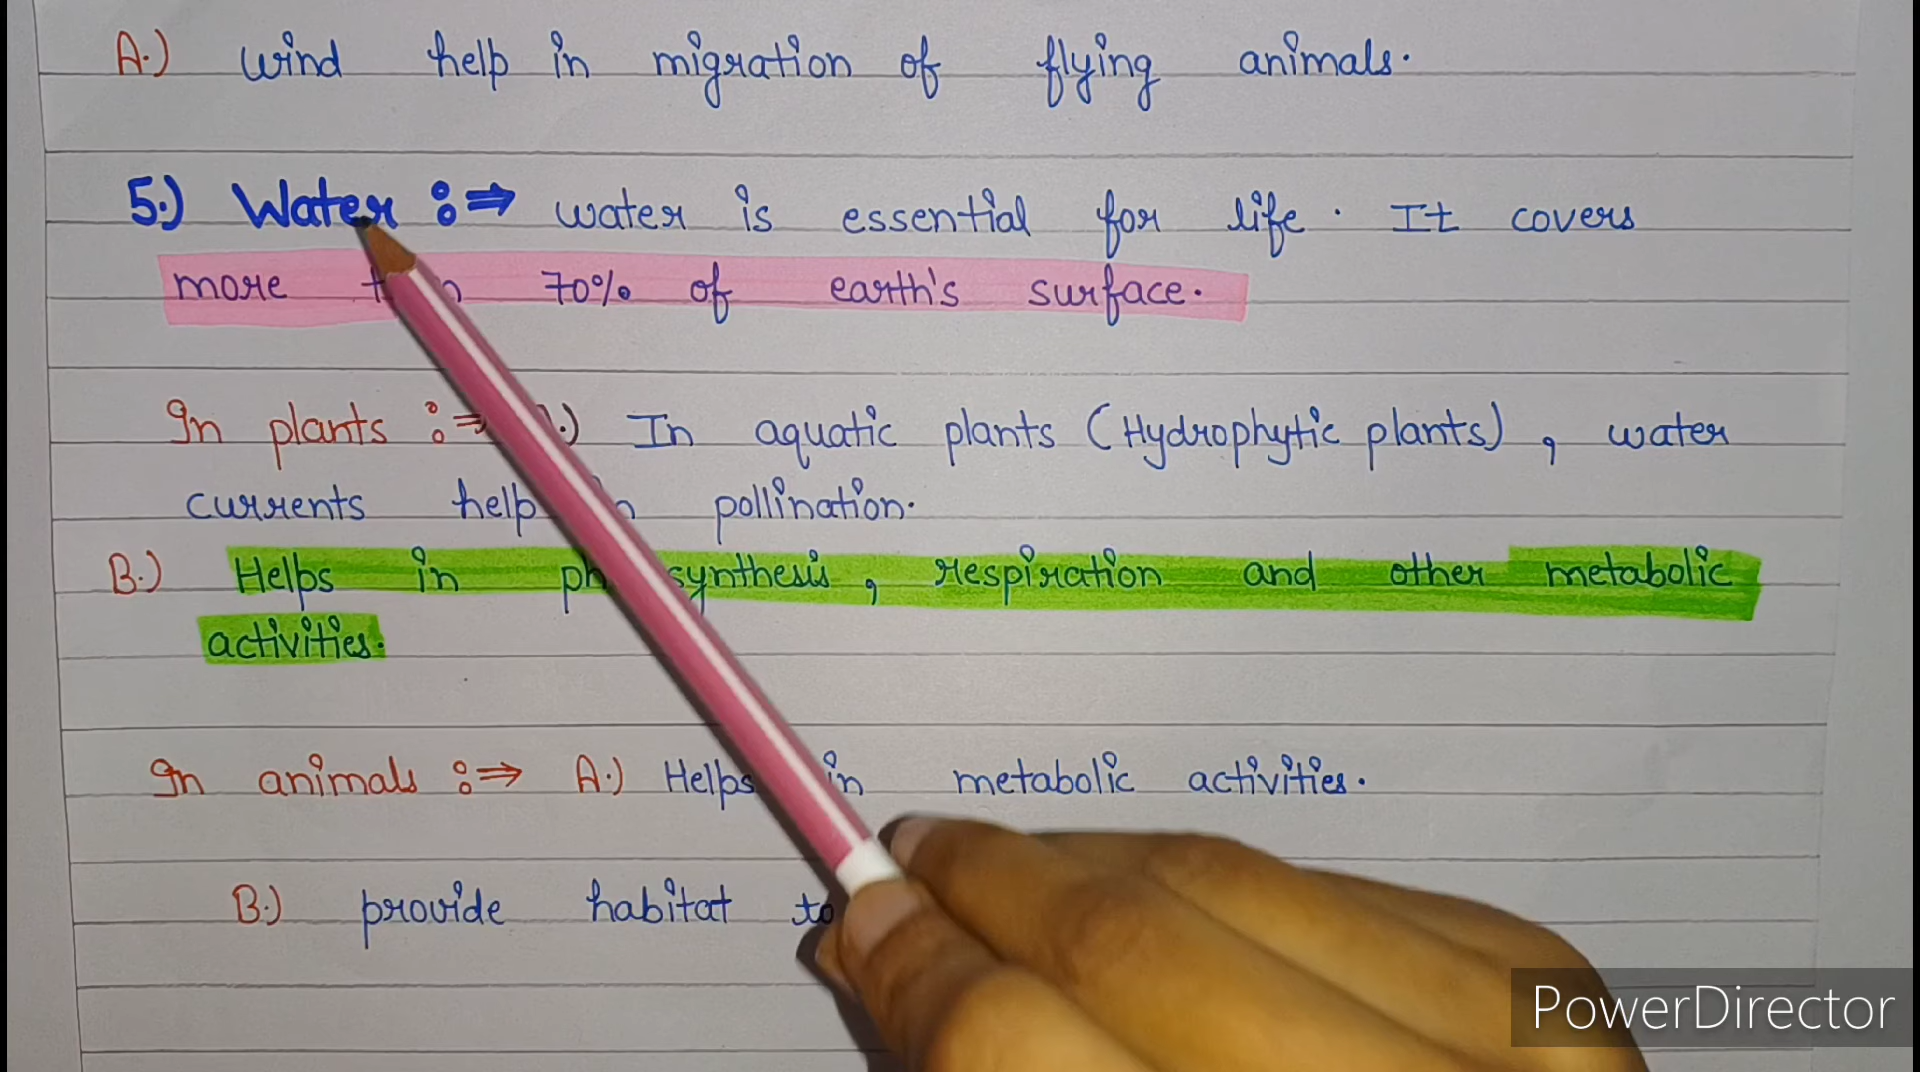 A.) wind help in migration of flying animals.
5.) Water :⇒ water is essential for life. It covers
more 70% of earth's surface.
In plants :⇒ In aquatic plants (Hydrophytic plants), water
currents help pollination.
B.) Helps in respiration and other metabolic
activities.
In animals :⇒ A.) Helps in metabolic activities.
B.) provide habitat to
PowerDirector